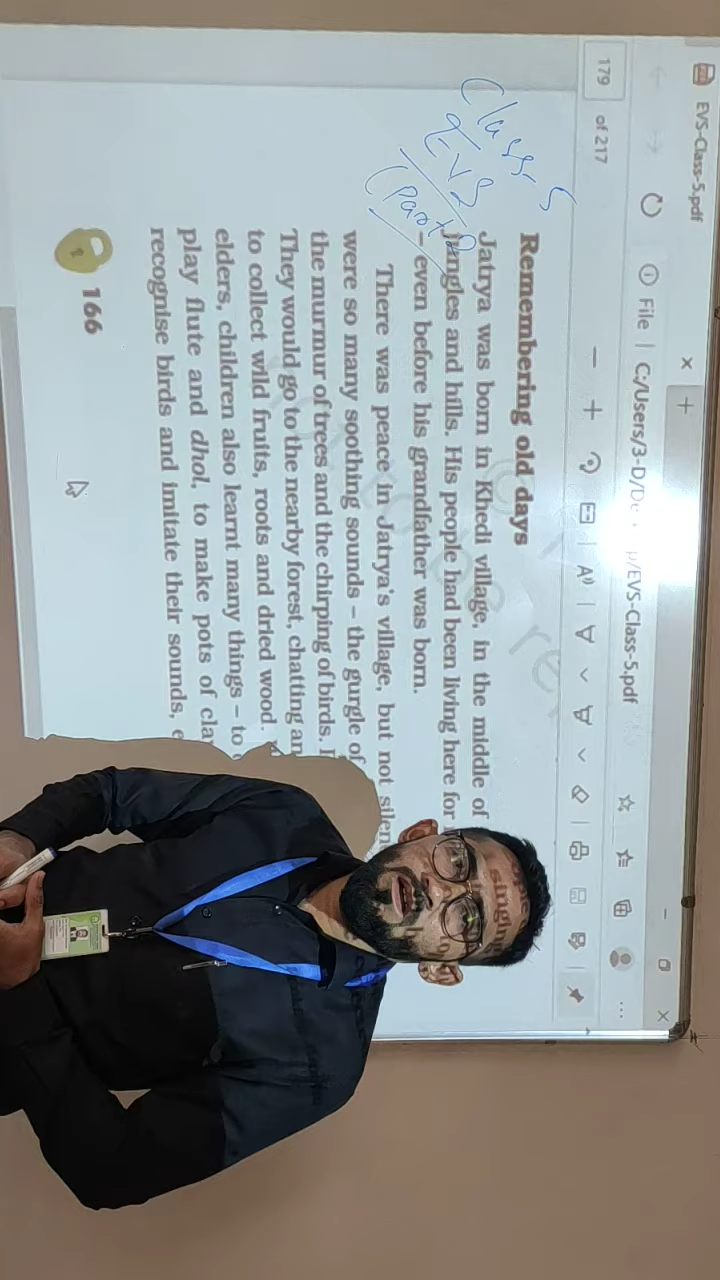 EVS-Class-5.pdf
File | C:/Users/3-D/De p/EVS-Class-5.pdf
179 of 217
Class-5
EVS
(Part
Remembering old days
Jatrya was born in Khedi village, in the middle of
jungles and hills. His people had been living here for
– even before his grandfather was born.
There was peace in Jatrya's village, but not silen
were so many soothing sounds – the gurgle of
the murmur of trees and the chirping of birds.
They would go to the nearby forest, chatting an
to collect wild fruits, roots and dried wood.
elders, children also learnt many things – to
play flute and dhol, to make pots of cla
recognise birds and imitate their sounds, e
166